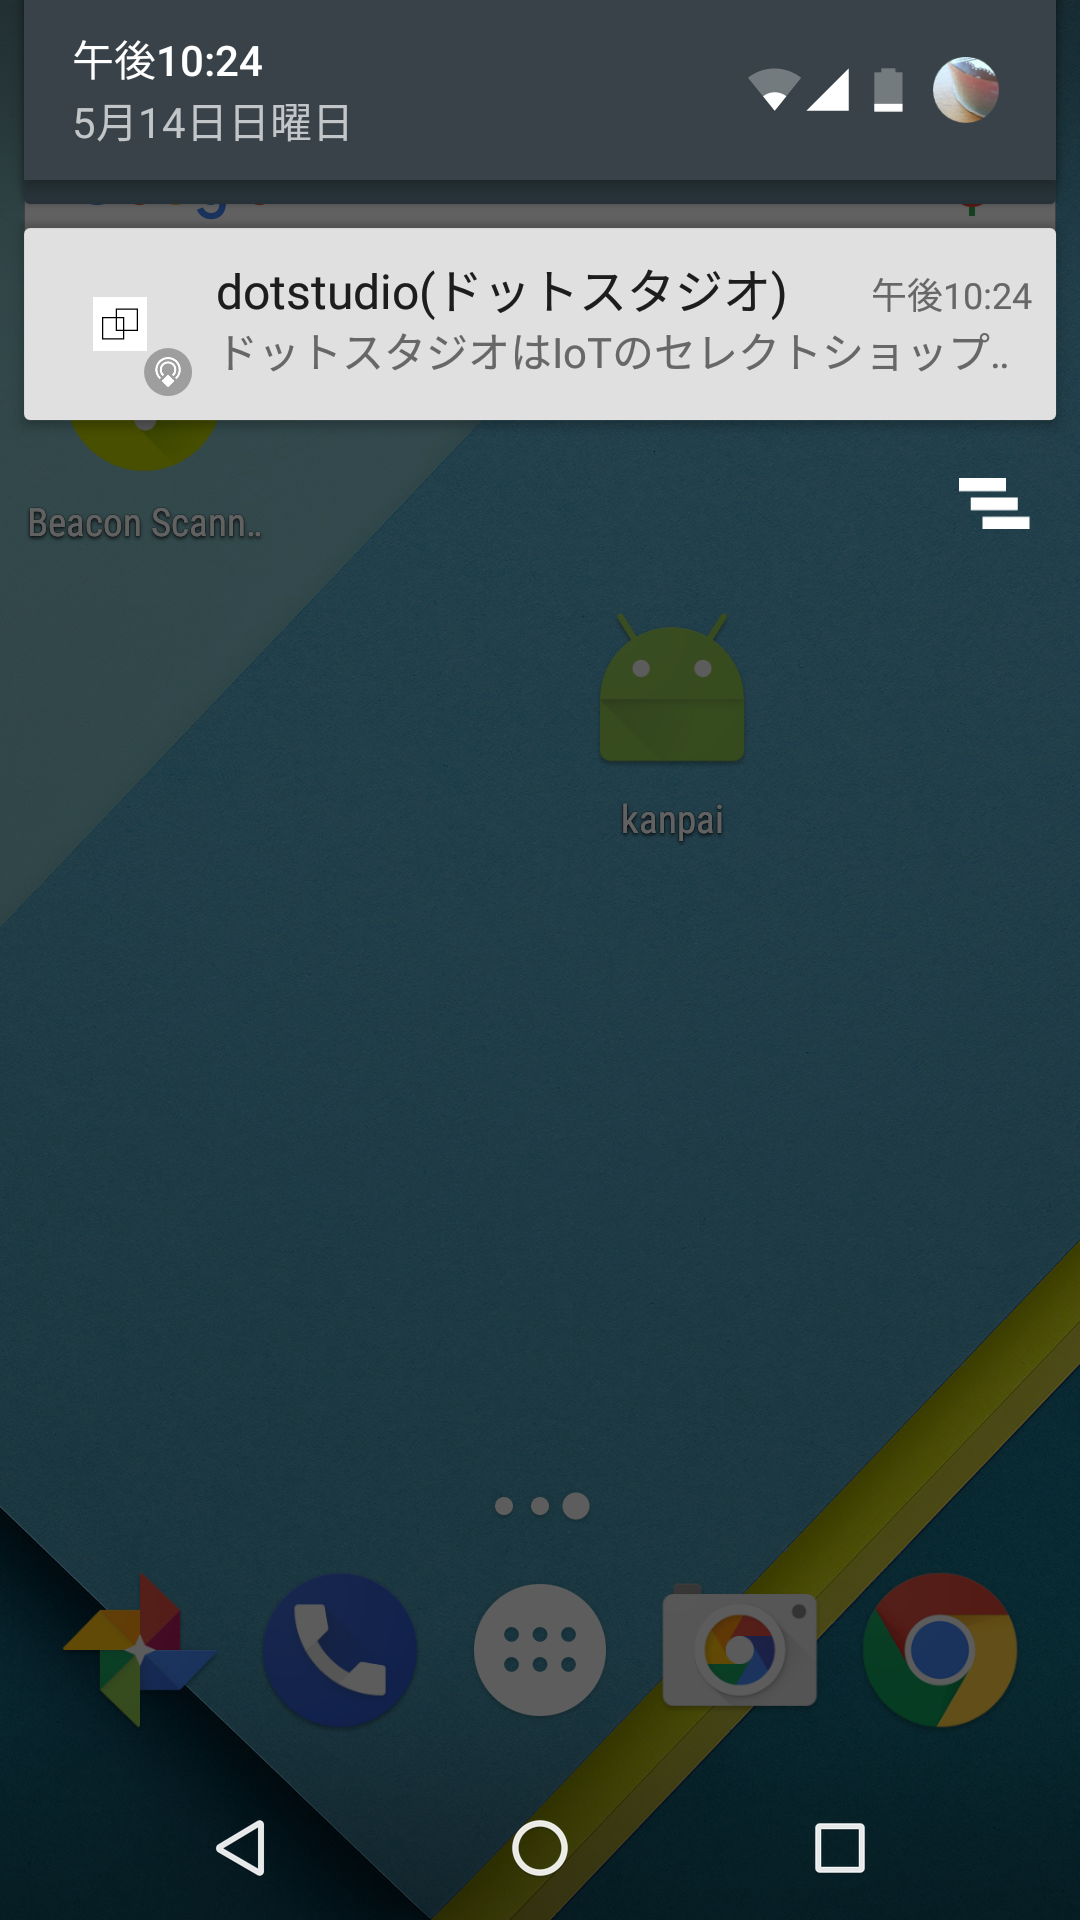 午後10:24
5月14日日曜日
dotstudio(ドットスタジオ)
午後10:24
ドットスタジオはIoTのセレクトショップ..
Beacon Scann..
kanpai